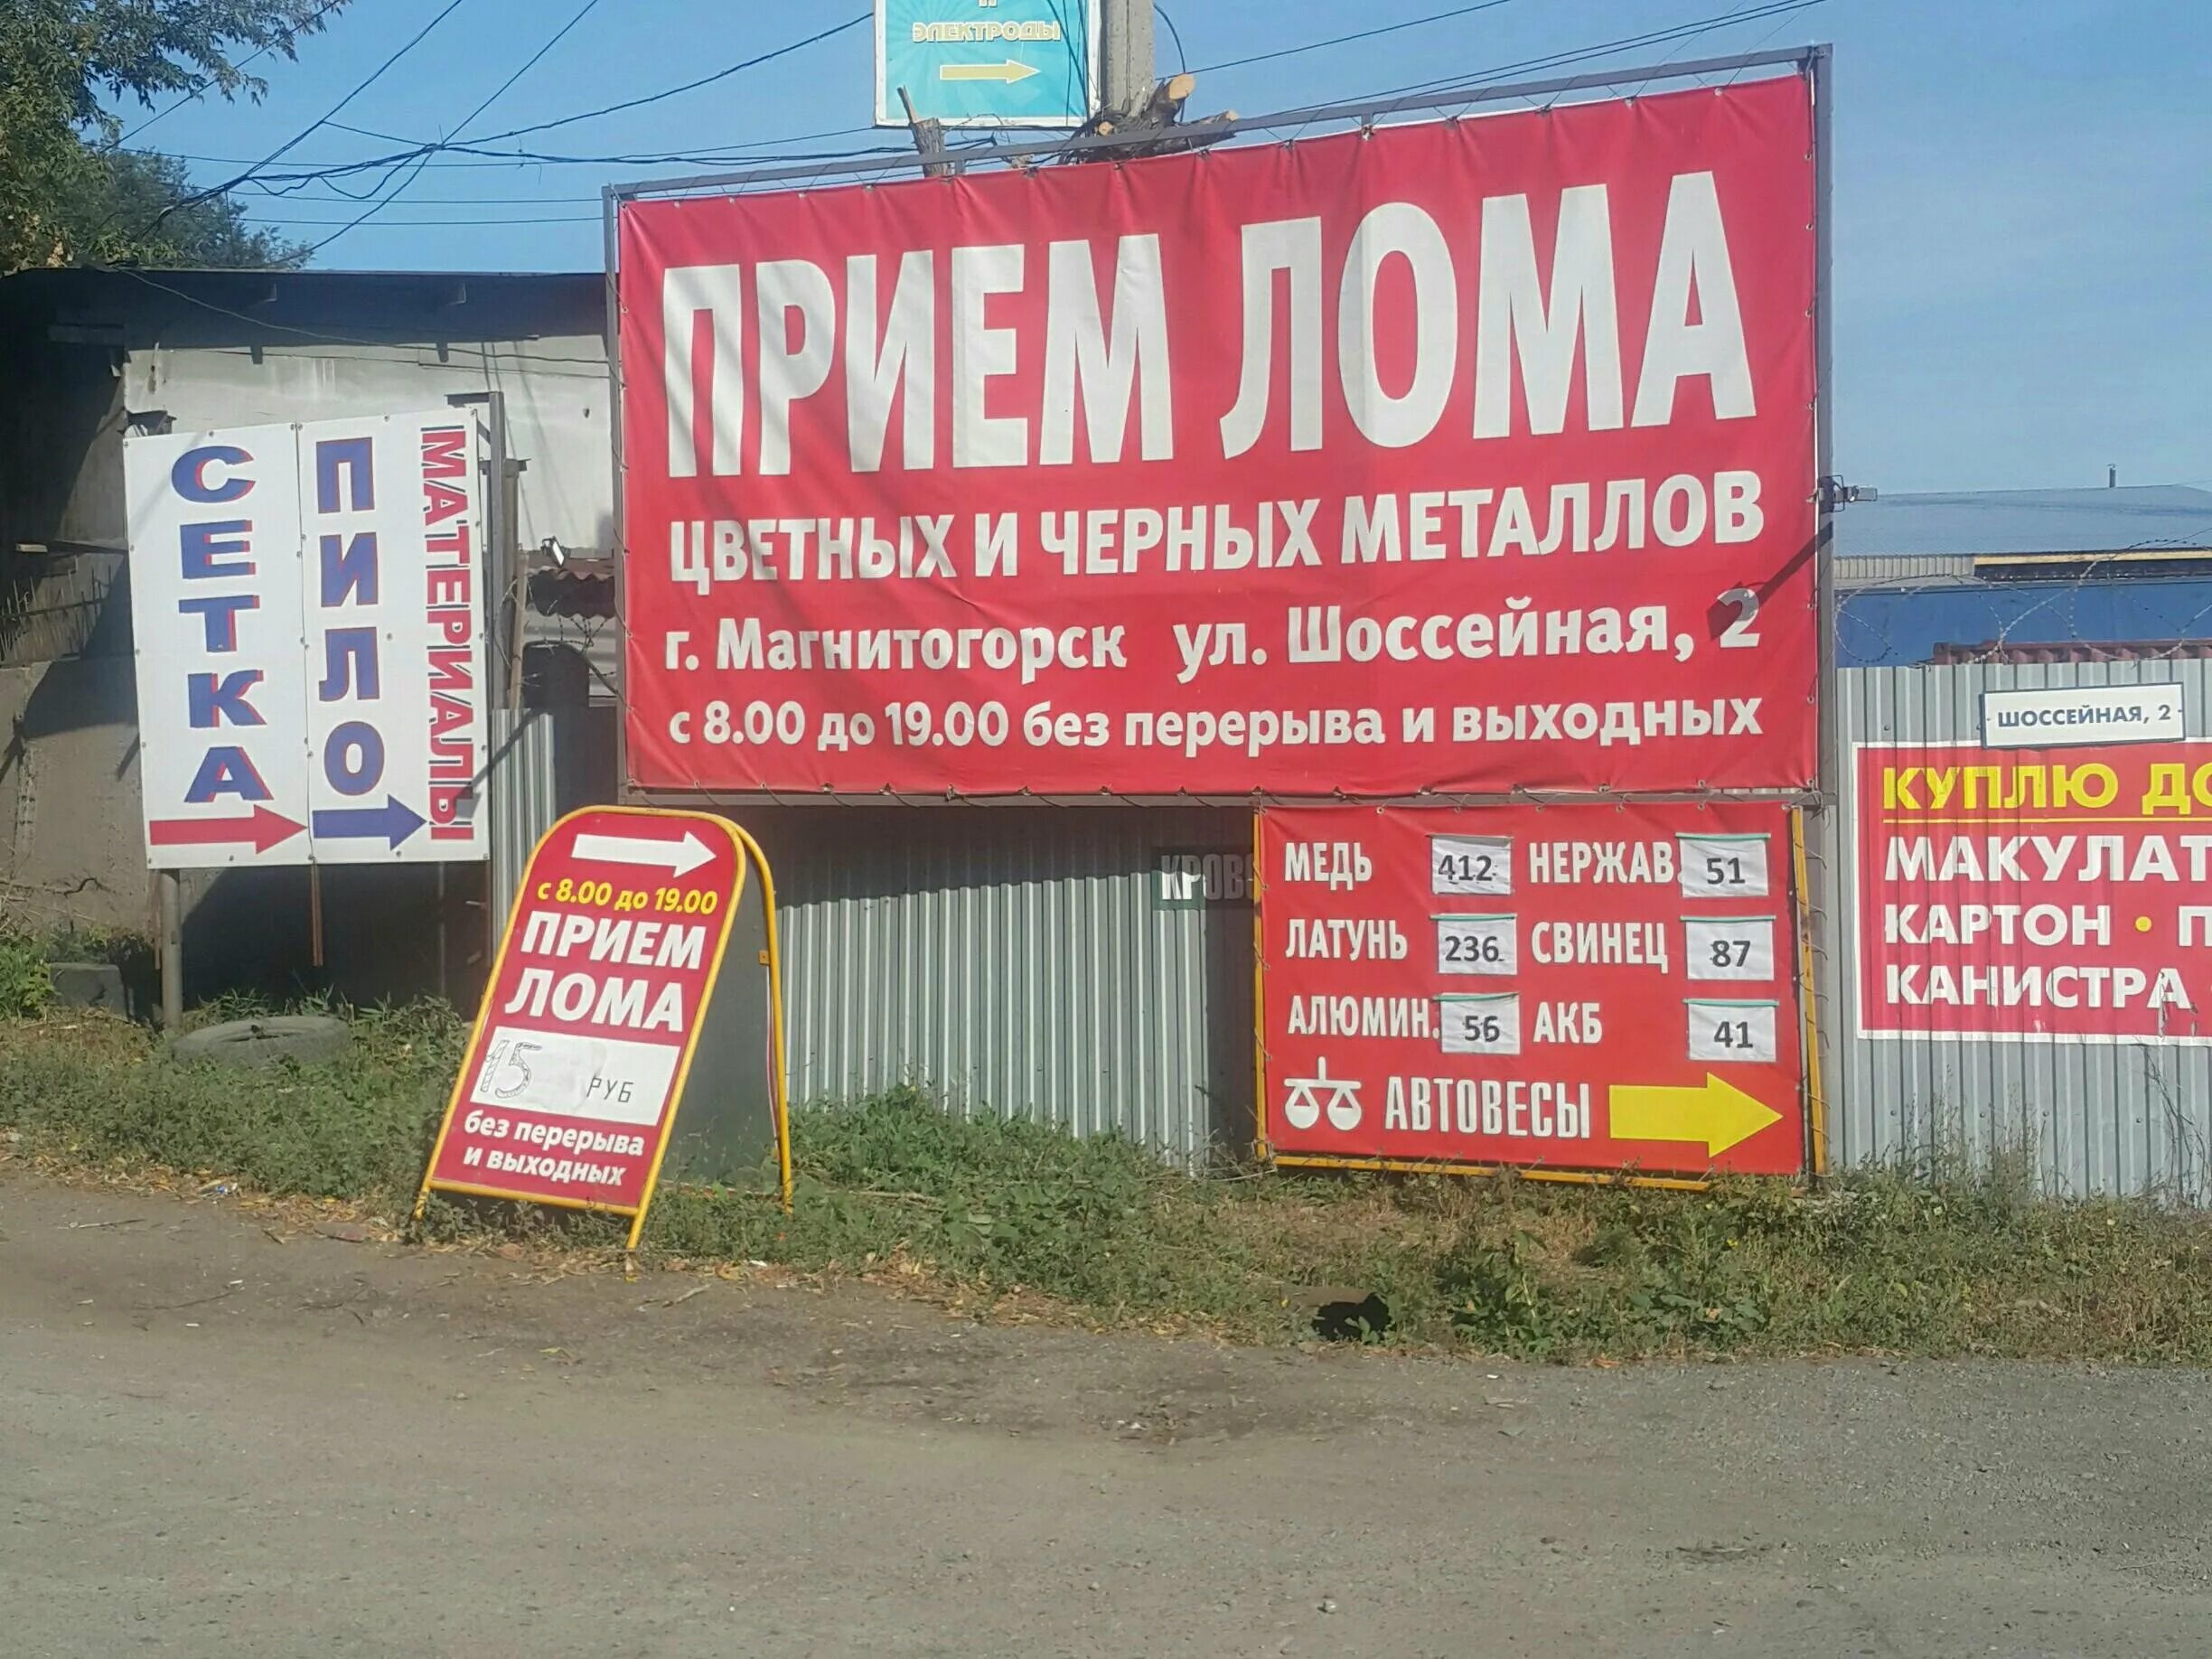 ЭЛЕКТРОДЫ
ПРИЕМ ЛОМА
ЦВЕТНЫХ И ЧЕРНЫХ МЕТАЛЛОВ
г. Магнитогорск ул. Шоссейная, 2
с 8.00 до 19.00 без перерыва и выходных
СЕТКА
ПИЛО
МАТЕРИАЛЫ
с 8.00 до 19.00
ПРИЕМ
ЛОМА
15 РУБ
без перерыва
и выходных
МЕДЬ 412 НЕРЖАВ. 51
ЛАТУНЬ 236 СВИНЕЦ 87
АЛЮМИН. 56 АКБ 41
АВТОВЕСЫ
ШОССЕЙНАЯ, 2
КУПЛЮ
КАРТОН •
КАНИСТРА